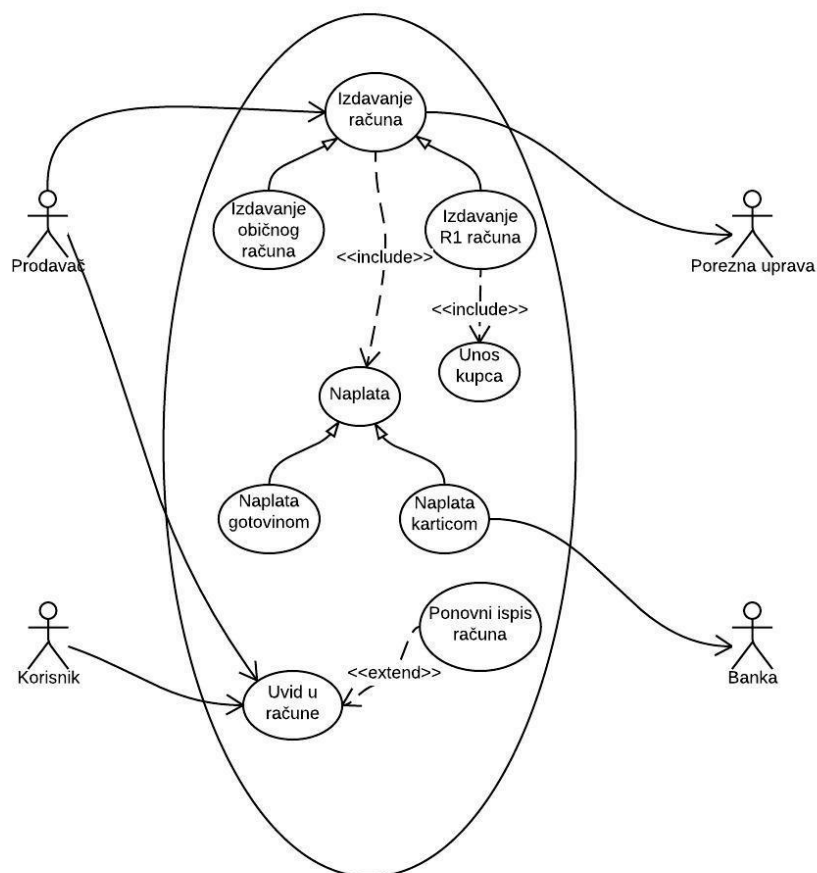 Izdavanje
računa
Izdavanje
običnog
računa
Izdavanje
R1 računa
Prodavač
<<include>>
Porezna uprava
<<include>>
Unos
kupca
Naplata
Naplata
gotovinom
Naplata
karticom
Ponovni ispis
računa
Korisnik
<<extend>>
Banka
Uvid u
račune